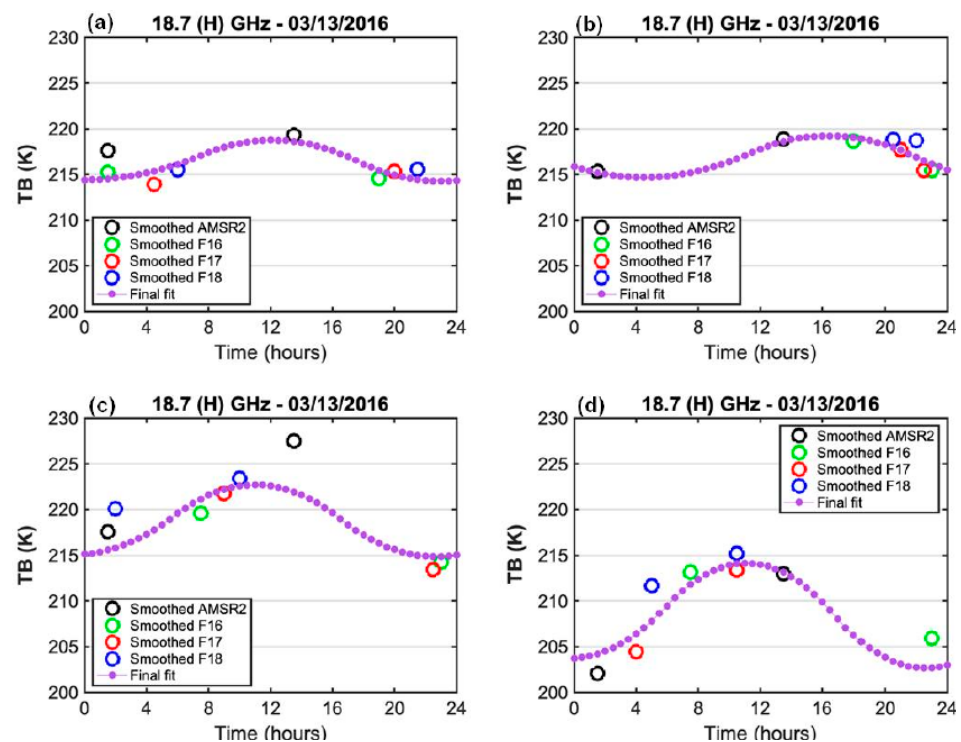 (a) 18.7 (H) GHz - 03/13/2016
230
225
220
215
210
205
200
TB (K)
Smoothed AMSR2
Smoothed F16
Smoothed F17
Smoothed F18
Final fit
0 4 8 12 16 20 24
Time (hours)
(b) 18.7 (H) GHz - 03/13/2016
230
225
220
215
210
205
200
TB (K)
Smoothed AMSR2
Smoothed F16
Smoothed F17
Smoothed F18
Final fit
0 4 8 12 16 20 24
Time (hours)
(c) 18.7 (H) GHz - 03/13/2016
230
225
220
215
210
205
200
TB (K)
Smoothed AMSR2
Smoothed F16
Smoothed F17
Smoothed F18
Final fit
0 4 8 12 16 20 24
Time (hours)
(d) 18.7 (H) GHz - 03/13/2016
230
225
220
215
210
205
200
TB (K)
Smoothed AMSR2
Smoothed F16
Smoothed F17
Smoothed F18
Final fit
0 4 8 12 16 20 24
Time (hours)